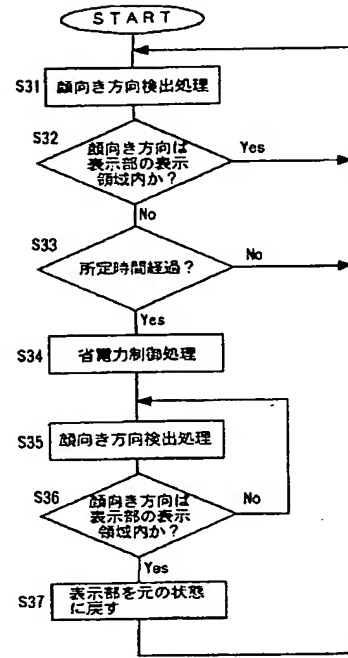 START
S31
顔向き方向検出処理
S32
顔向き方向は
表示部の表示
領域内か？
Yes
No
S33
所定時間経過？
No
Yes
S34
省電力制御処理
S35
顔向き方向検出処理
S36
顔向き方向は
表示部の表示
領域内か？
No
Yes
S37
表示部を元の状態
に戻す